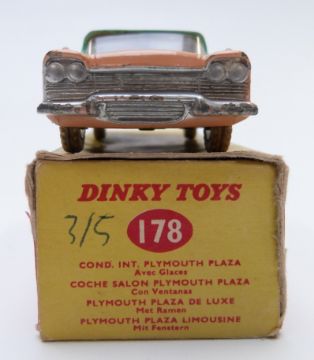 DINKY TOYS
3/5 178
COND. INT. PLYMOUTH PLAZA
Avec Glaces
COCHE SALON PLYMOUTH PLAZA
Con Ventanas
PLYMOUTH PLAZA DE LUXE
Met Ramen
PLYMOUTH PLAZA LIMOUSINE
Mit Fenstern